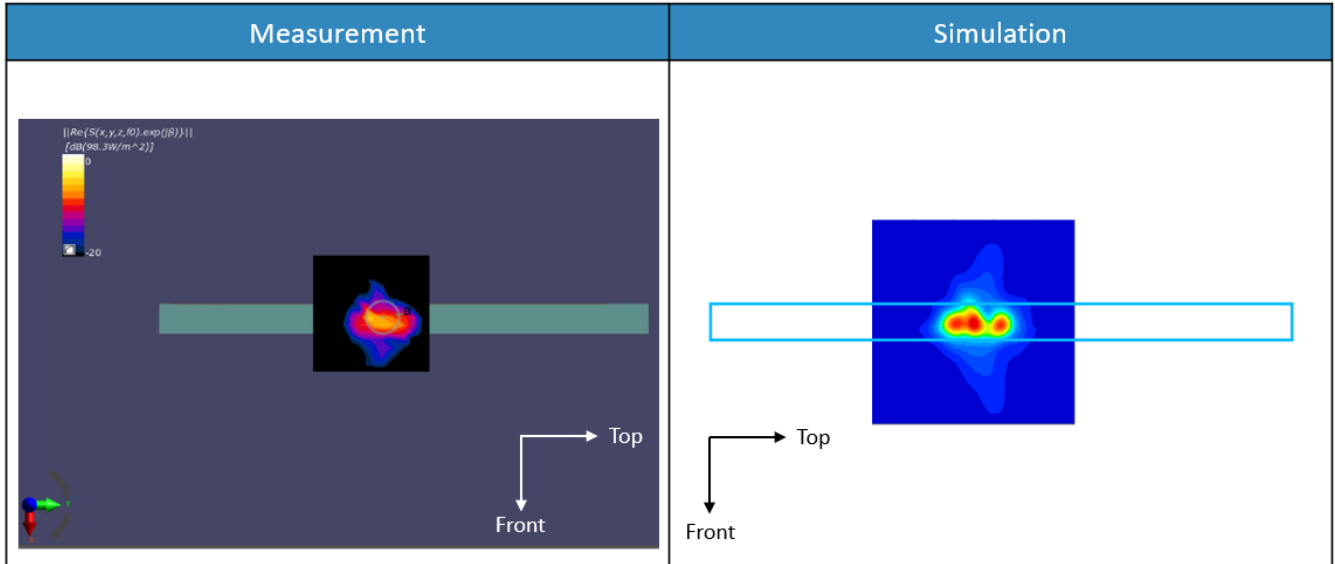 Measurement
Simulation
||Re{S(x,y,z,f0).exp(jβ)}||
[dB(98.3W/m^2)]
0
-20
Top
Front
Top
Front
Y
X